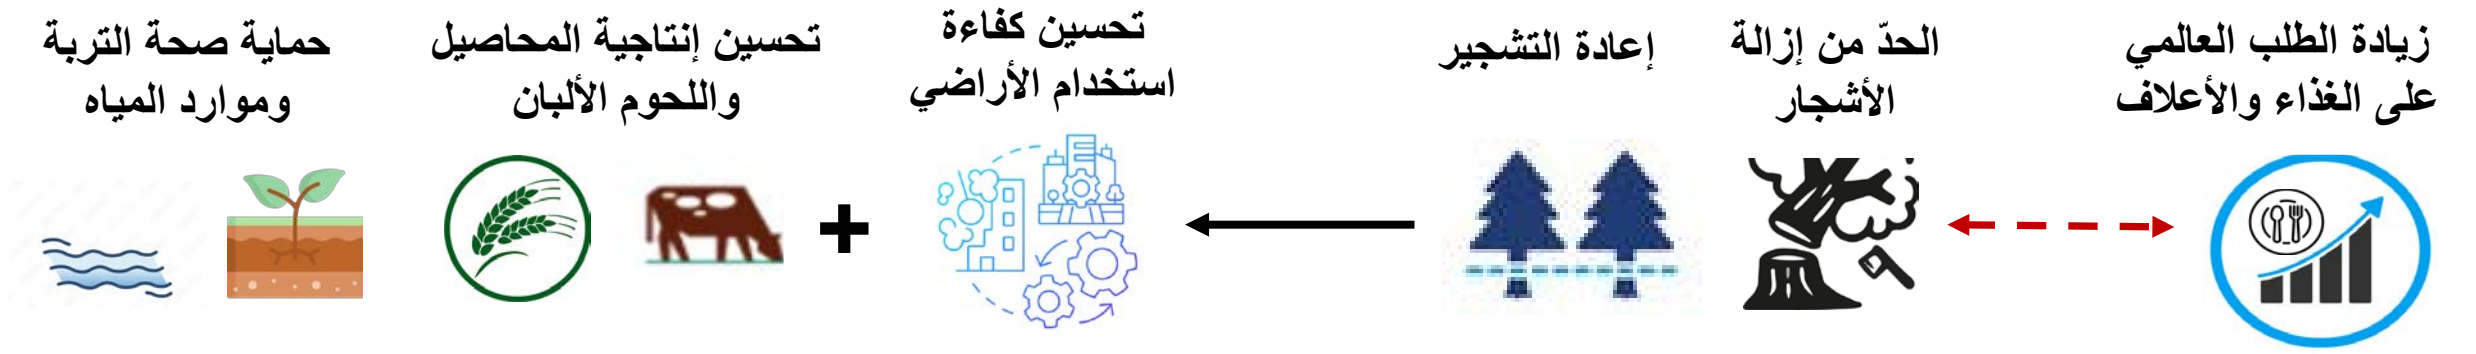 زيادة الطلب العالمي
على الغذاء والأعلاف
الحدّ من إزالة
الأشجار
إعادة التشجير
تحسين كفاءة
استخدام الأراضي
تحسين إنتاجية المحاصيل
واللحوم الألبان
حماية صحة التربة
وموارد المياه